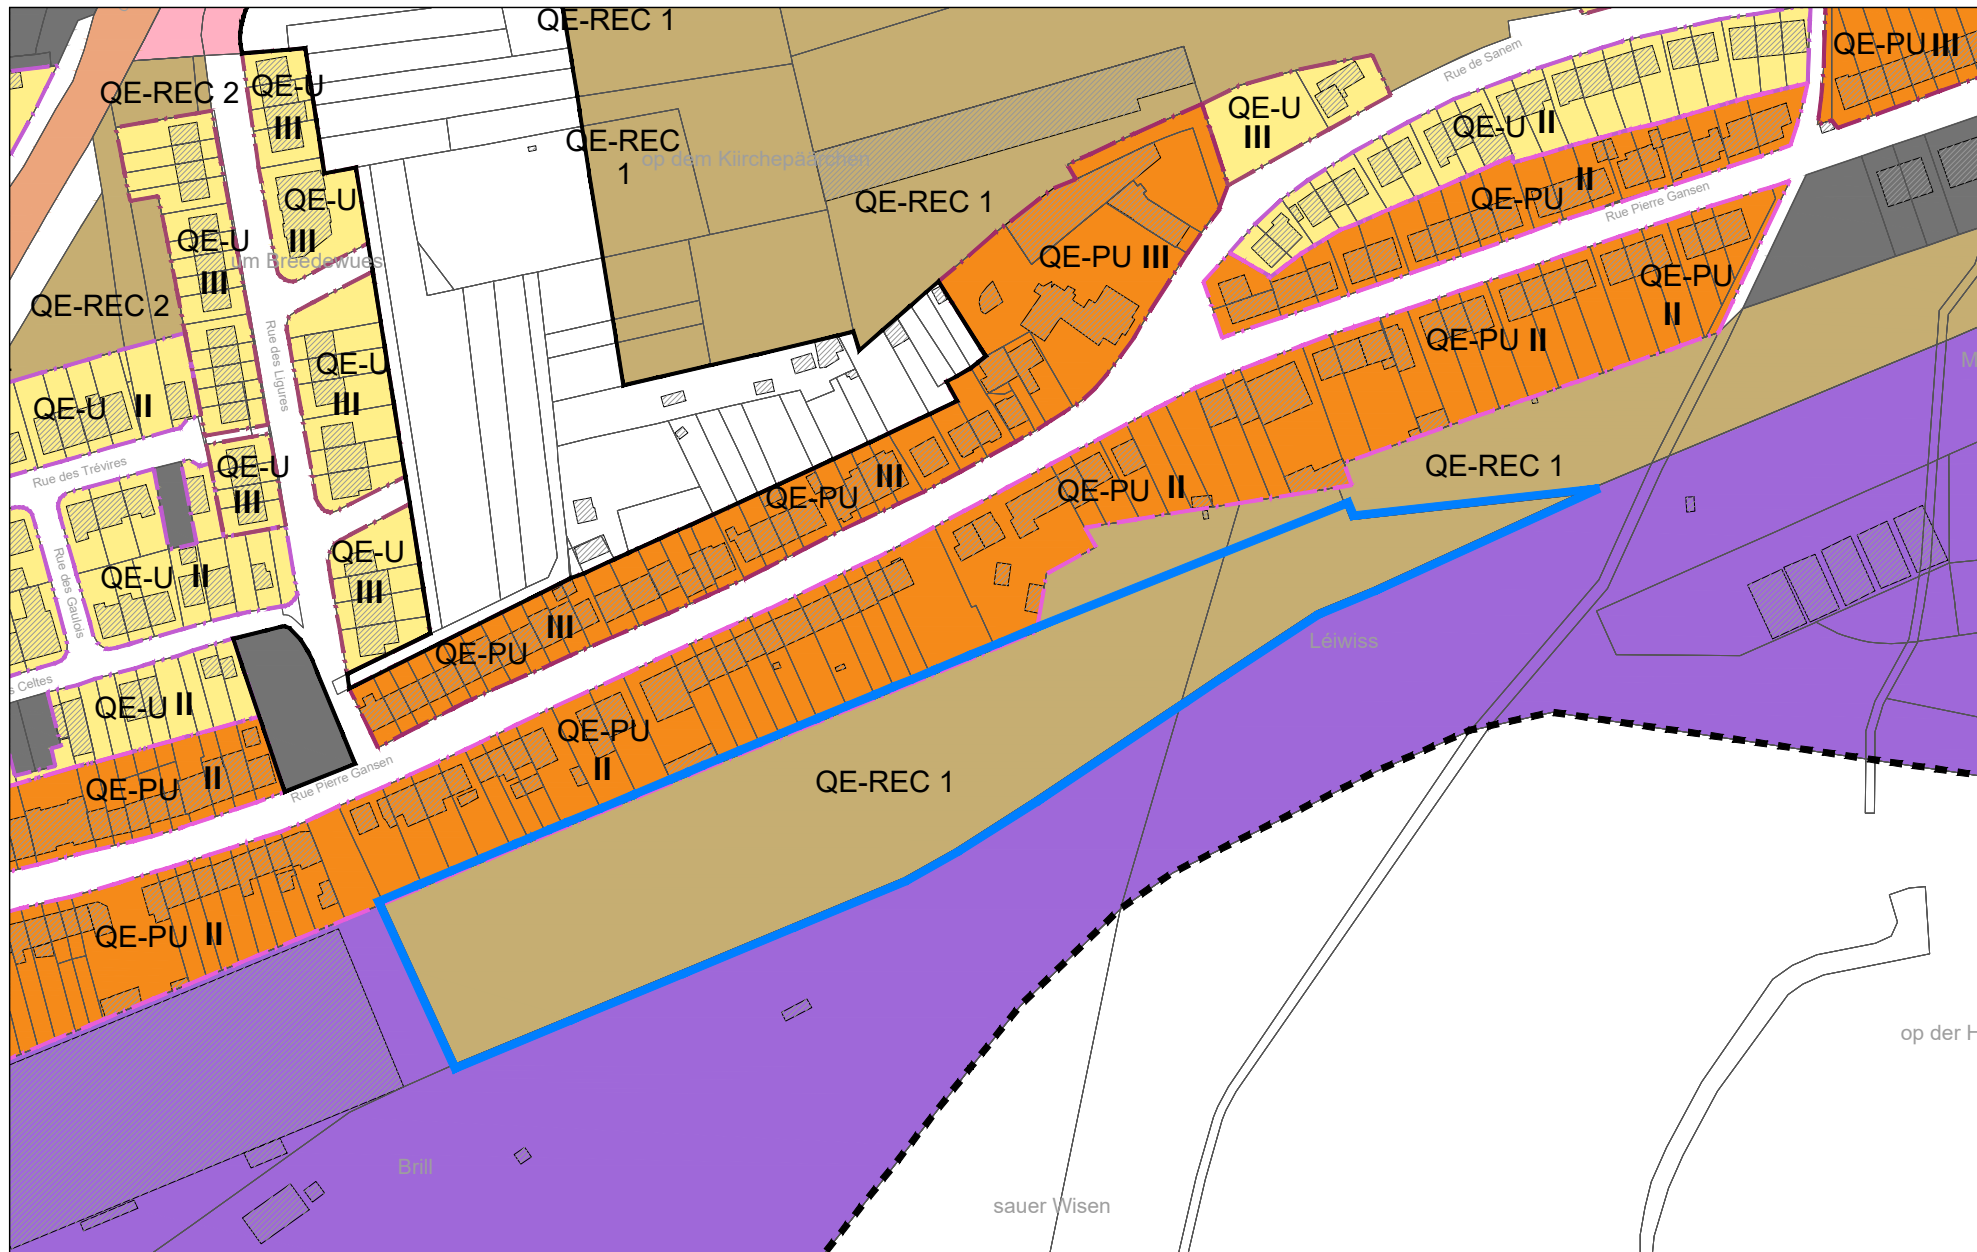 QE-REC 1
QE-PU III
Rue de Sanem
QE-U
III
QE-REC 2
QE-U
III
QE-U II
QE-REC
1
op dem Kiirchepäärchen
QE-REC 1
QE-U
III
QE-PU II
Rue Pierre Gansen
QE-U
III
um Breedewues
QE-PU III
QE-REC 2
QE-PU
II
QE-PU II
Rue des Ligures
QE-U
III
QE-U II
Rue des Trévires
QE-U
III
QE-PU III
QE-PU II
QE-REC 1
QE-U
III
QE-U II
Rue des Gaulois
QE-PU III
Léiwiss
Celtes
QE-U II
QE-PU
II
QE-REC 1
QE-PU II
Rue Pierre Gansen
QE-PU II
op der H
Brill
sauer Wisen